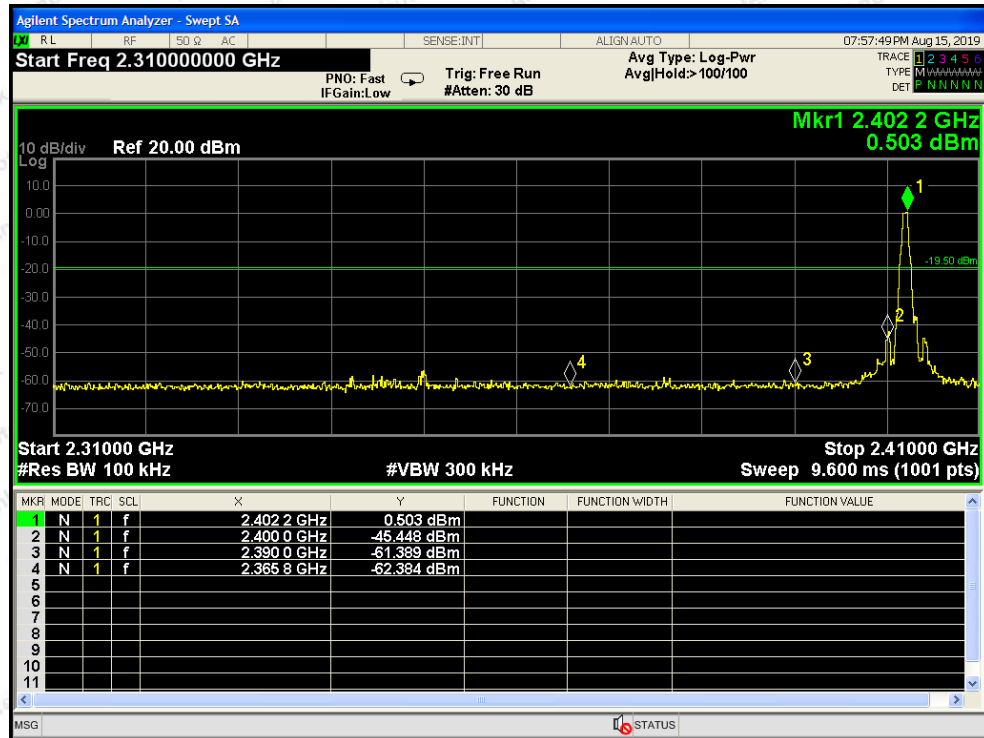 Agilent Spectrum Analyzer - Swept SA
LXI RL RF 50 Ω AC SENSE:INT ALIGN AUTO 07:57:49 PM Aug 15, 2019
Start Freq 2.310000000 GHz
PNO: Fast
IFGain:Low
Trig: Free Run
#Atten: 30 dB
Avg Type: Log-Pwr
Avg|Hold:>100/100
TRACE 1 2 3 4 5 6
TYPE M W W W W W
DET P N N N N N
Mkr1 2.402 2 GHz
0.503 dBm
10 dB/div Ref 20.00 dBm
Log
10.0
0.00
-10.0
-20.0
-30.0
-40.0
-50.0
-60.0
-70.0
1
-19.50 dBm
2
3
4
Start 2.31000 GHz Stop 2.41000 GHz
#Res BW 100 kHz #VBW 300 kHz Sweep 9.600 ms (1001 pts)
MKR MODE TRC SCL X Y FUNCTION FUNCTION WIDTH FUNCTION VALUE
1 N 1 f 2.402 2 GHz 0.503 dBm
2 N 1 f 2.400 0 GHz -45.448 dBm
3 N 1 f 2.390 0 GHz -61.389 dBm
4 N 1 f 2.365 8 GHz -62.384 dBm
5
6
7
8
9
10
11
MSG STATUS